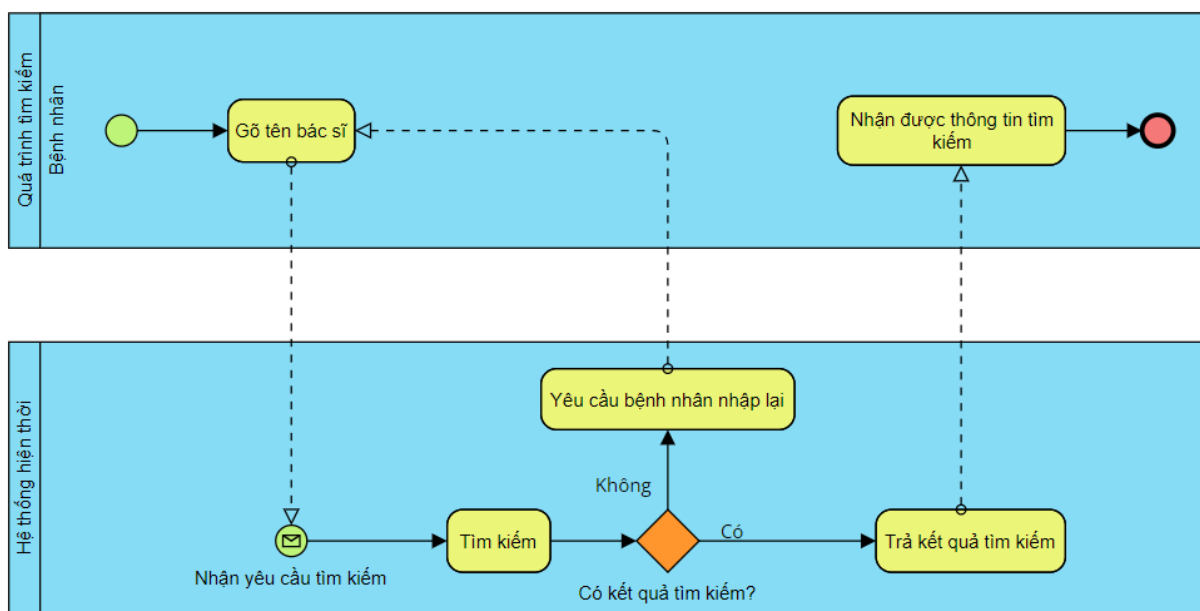 Quá trình tìm kiếm
Bệnh nhân
Gõ tên bác sĩ
Nhận được thông tin tìm
kiếm
Hệ thống hiện thời
Yêu cầu bệnh nhân nhập lại
Không
Nhận yêu cầu tìm kiếm
Tìm kiếm
Có kết quả tìm kiếm?
Có
Trả kết quả tìm kiếm